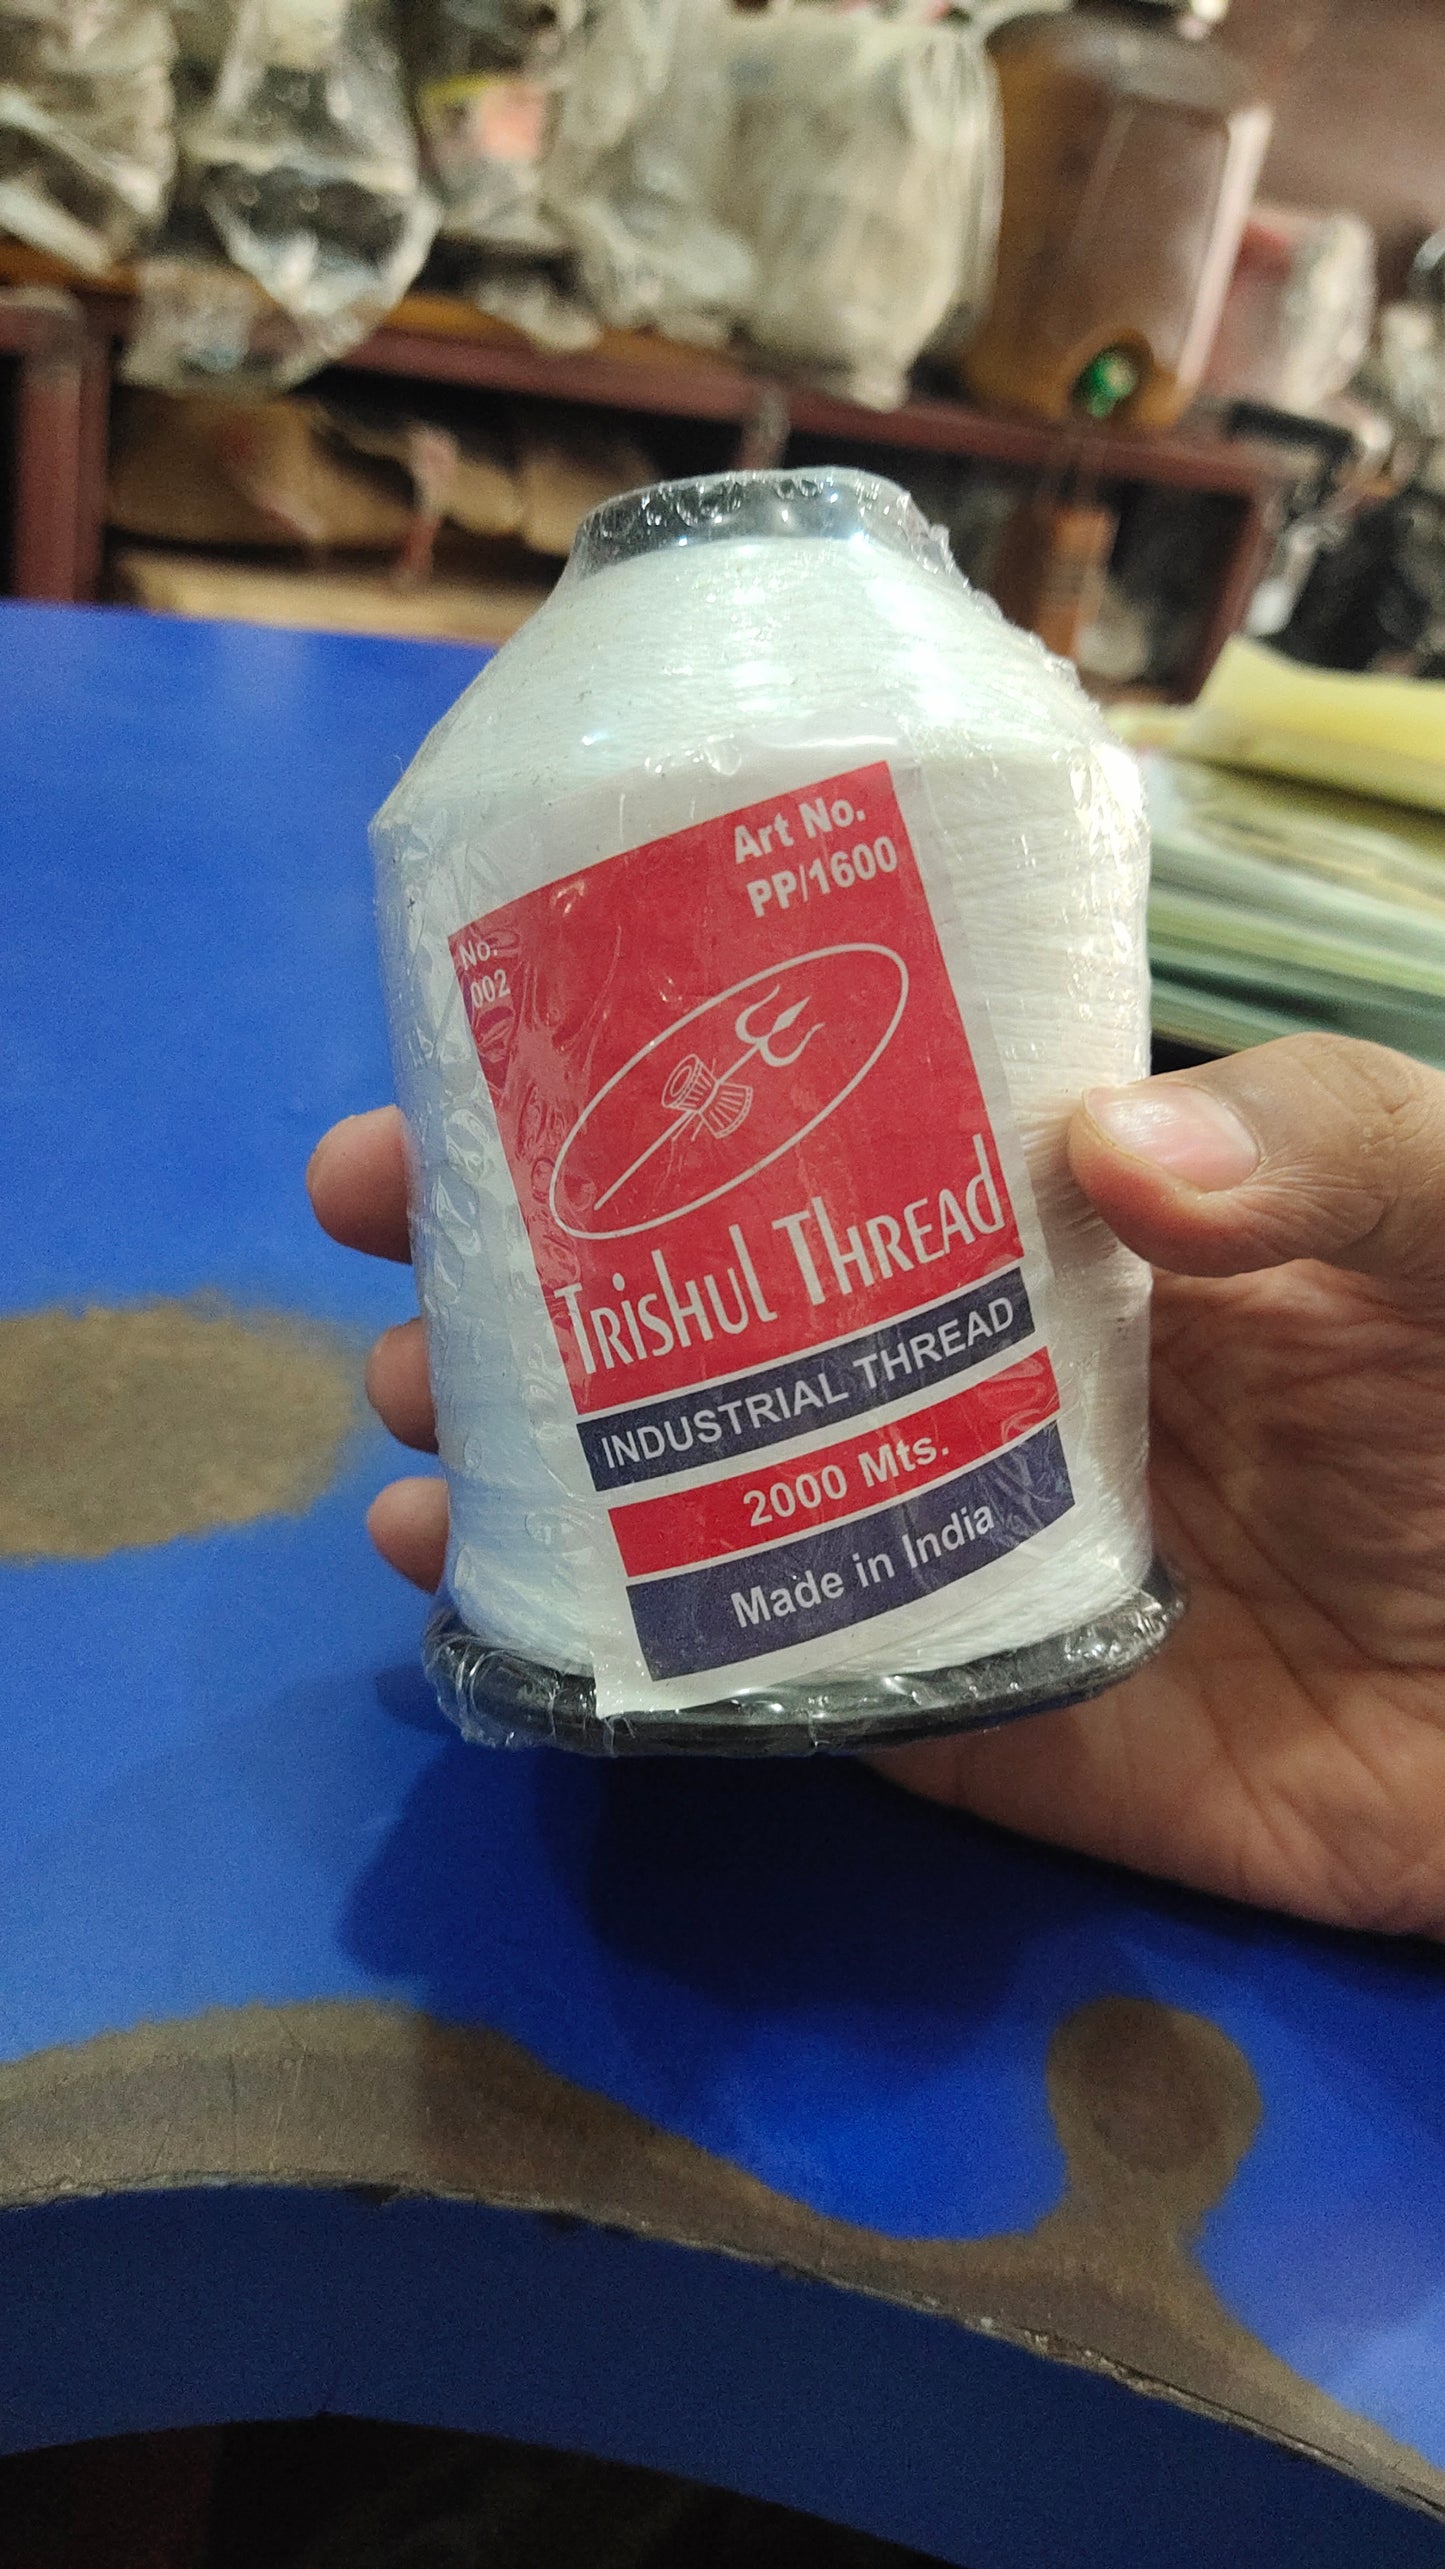 Art No.
PP/1600
No.
002
Trishul Thread
INDUSTRIAL THREAD
2000 Mts.
Made in India